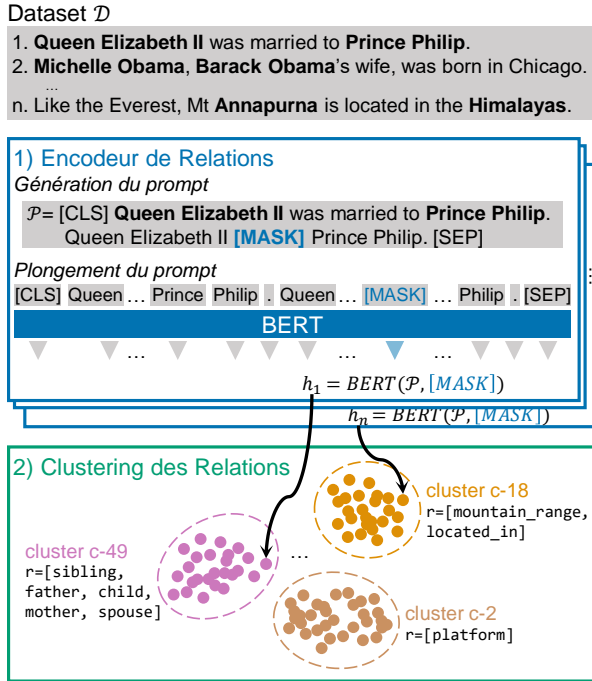 Dataset 𝒟
1. Queen Elizabeth II was married to Prince Philip.
2. Michelle Obama, Barack Obama's wife, was born in Chicago.
...
n. Like the Everest, Mt Annapurna is located in the Himalayas.
1) Encodeur de Relations
Génération du prompt
𝒫= [CLS] Queen Elizabeth II was married to Prince Philip.
Queen Elizabeth II [MASK] Prince Philip. [SEP]
Plongement du prompt
[CLS] Queen ... Prince Philip . Queen ... [MASK] ... Philip . [SEP]
BERT
... ... ...
h₁ = BERT(𝒫, [MASK])
hₙ = BERT(𝒫, [MASK])
⋮
2) Clustering des Relations
cluster c-18
r=[mountain_range,
located_in]
...
cluster c-49
r=[sibling,
father, child,
mother, spouse]
cluster c-2
r=[platform]